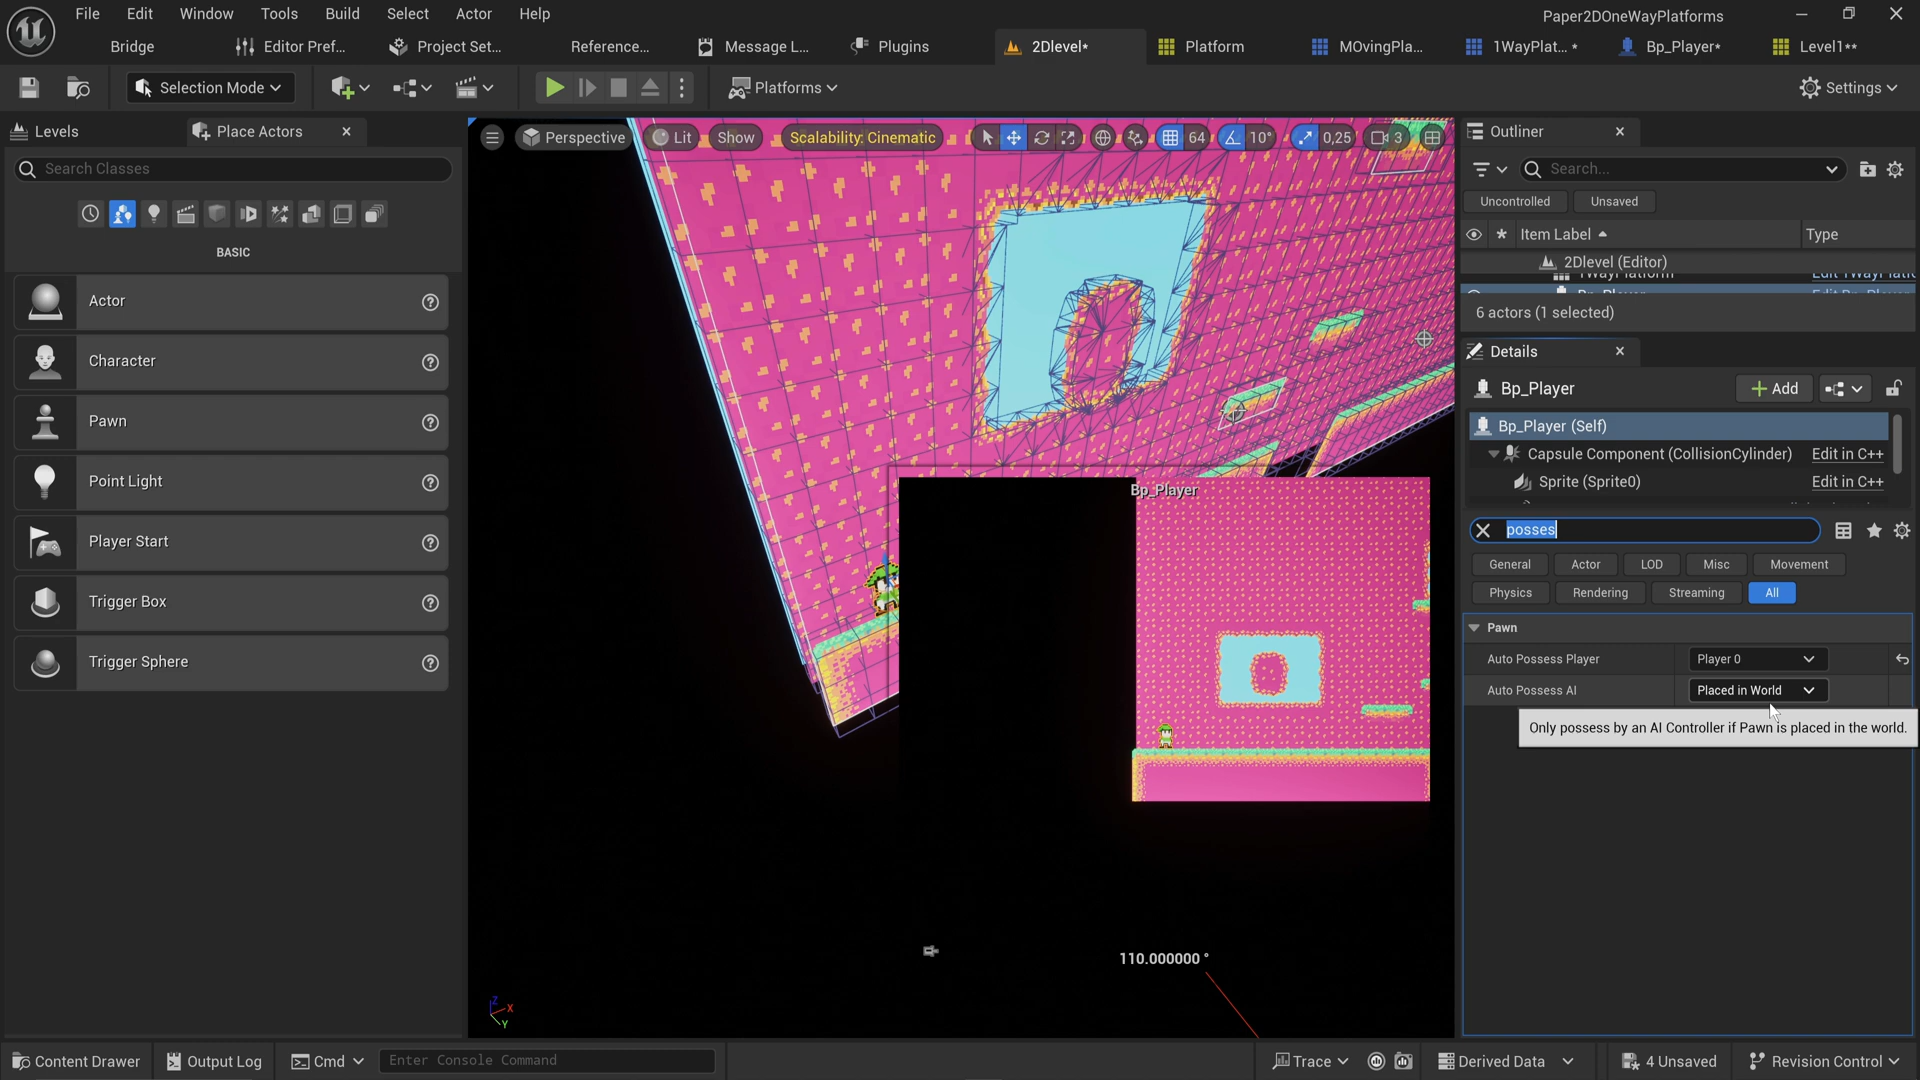 File Edit Window Tools Build Select Actor Help
Paper2DOneWayPlatforms
Bridge
Editor Pref...
Project Set...
Reference...
Message L...
Plugins
2Dlevel*
Platform
MOvingPla...
1WayPlat... *
Bp_Player*
Level1**
Selection Mode
Platforms
Settings
Levels
Place Actors
Search Classes
BASIC
Actor
Character
Pawn
Point Light
Player Start
Trigger Box
Trigger Sphere
Perspective
Lit
Show
Scalability: Cinematic
64
10°
0,25
3
Bp_Player
110.000000 °
Z
X
Y
Outliner
Search...
Uncontrolled
Unsaved
Item Label
Type
2Dlevel (Editor)
1WayPlatform
6 actors (1 selected)
Details
Bp_Player
Add
Bp_Player (Self)
Capsule Component (CollisionCylinder) Edit in C++
Sprite (Sprite0) Edit in C++
posses
General
Actor
LOD
Misc
Movement
Physics
Rendering
Streaming
All
Pawn
Auto Possess Player
Player 0
Auto Possess AI
Placed in World
Only possess by an AI Controller if Pawn is placed in the world.
Content Drawer
Output Log
Cmd
Enter Console Command
Trace
Derived Data
4 Unsaved
Revision Control